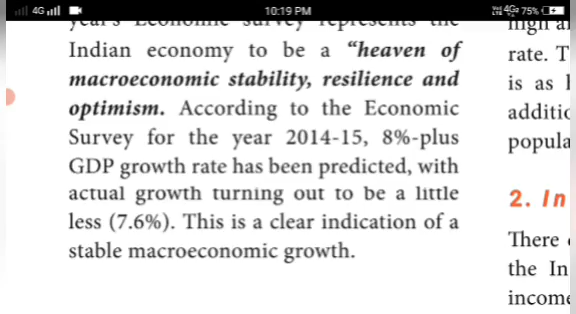 4G
10:19 PM
4G 75%
Indian economy to be a “heaven of
macroeconomic stability, resilience and
optimism. According to the Economic
Survey for the year 2014-15, 8%-plus
GDP growth rate has been predicted, with
actual growth turning out to be a little
less (7.6%). This is a clear indication of a
stable macroeconomic growth.
rate. T
is as
additic
popula
2. In
There
the In
income